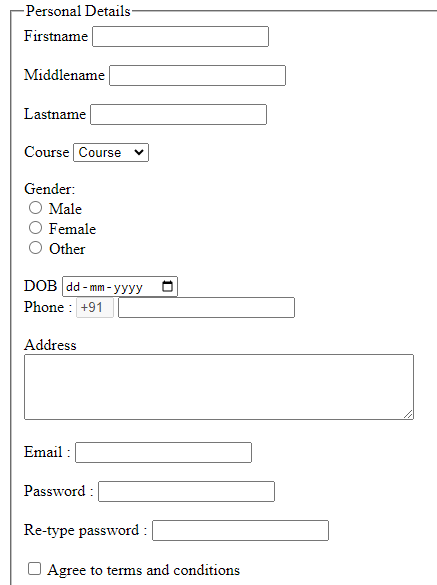 Personal Details
Firstname
Middlename
Lastname
Course Course
Gender:
Male
Female
Other
DOB dd-mm-yyyy
Phone : +91
Address
Email :
Password :
Re-type password :
Agree to terms and conditions